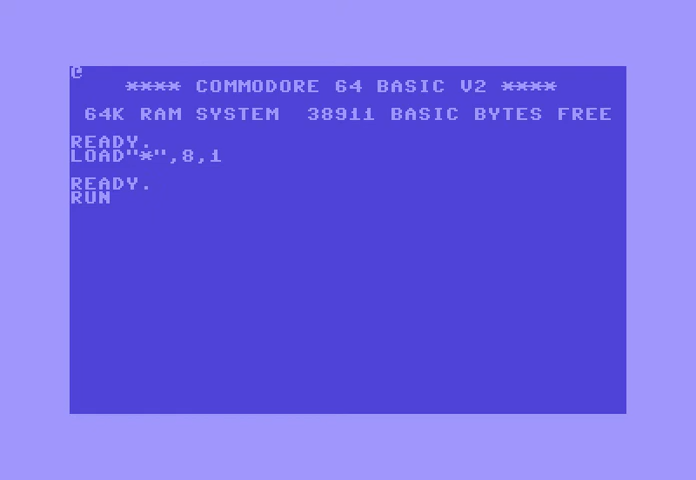 @
**** COMMODORE 64 BASIC V2 ****
64K RAM SYSTEM  38911 BASIC BYTES FREE
READY.
LOAD"*",8,1
READY.
RUN